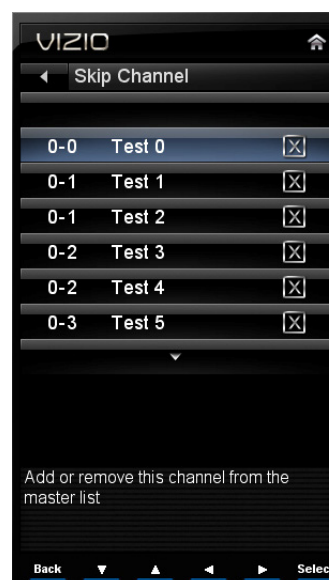 VIZIO
Skip Channel
0-0 Test 0 X
0-1 Test 1 X
0-1 Test 2 X
0-2 Test 3 X
0-2 Test 4 X
0-3 Test 5 X
Add or remove this channel from the
master list
Back Selec